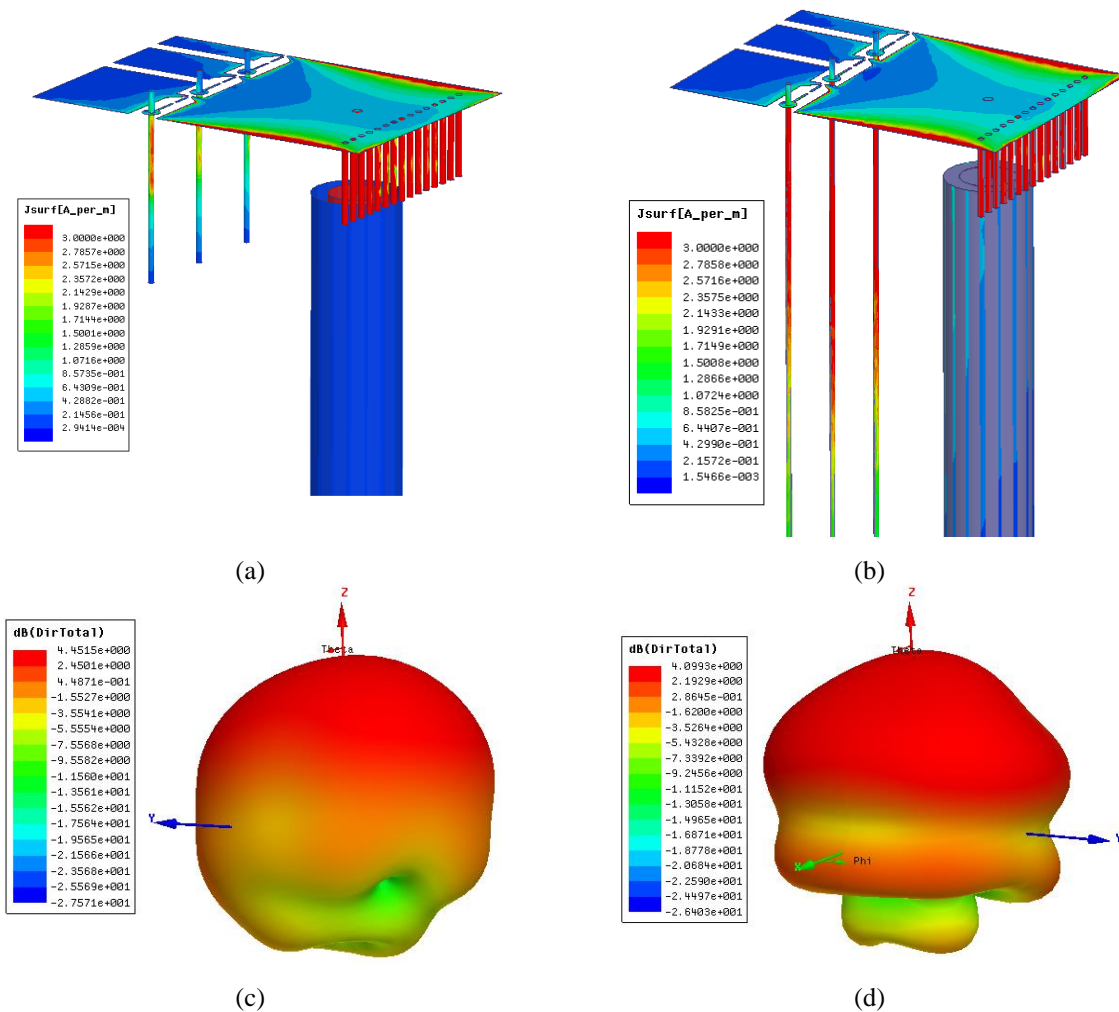 Jsurf[A_per_m]
3.0000e+000
2.7857e+000
2.5715e+000
2.3572e+000
2.1429e+000
1.9287e+000
1.7144e+000
1.5001e+000
1.2859e+000
1.0716e+000
8.5735e-001
6.4309e-001
4.2882e-001
2.1456e-001
2.9414e-004
(a)
Jsurf[A_per_m]
3.0000e+000
2.7858e+000
2.5716e+000
2.3575e+000
2.1433e+000
1.9291e+000
1.7149e+000
1.5008e+000
1.2866e+000
1.0724e+000
8.5825e-001
6.4407e-001
4.2990e-001
2.1572e-001
1.5466e-003
(b)
dB(DirTotal)
4.4515e+000
2.4501e+000
4.4871e-001
-1.5527e+000
-3.5541e+000
-5.5554e+000
-7.5568e+000
-9.5582e+000
-1.1560e+001
-1.3561e+001
-1.5562e+001
-1.7564e+001
-1.9565e+001
-2.1566e+001
-2.3568e+001
-2.5569e+001
-2.7571e+001
Z
Theta
Y
(c)
dB(DirTotal)
4.0993e+000
2.1929e+000
2.8645e-001
-1.6200e+000
-3.5264e+000
-5.4328e+000
-7.3392e+000
-9.2456e+000
-1.1152e+001
-1.3058e+001
-1.4965e+001
-1.6871e+001
-1.8778e+001
-2.0684e+001
-2.2590e+001
-2.4497e+001
-2.6403e+001
Z
Theta
Y
X
Phi
(d)